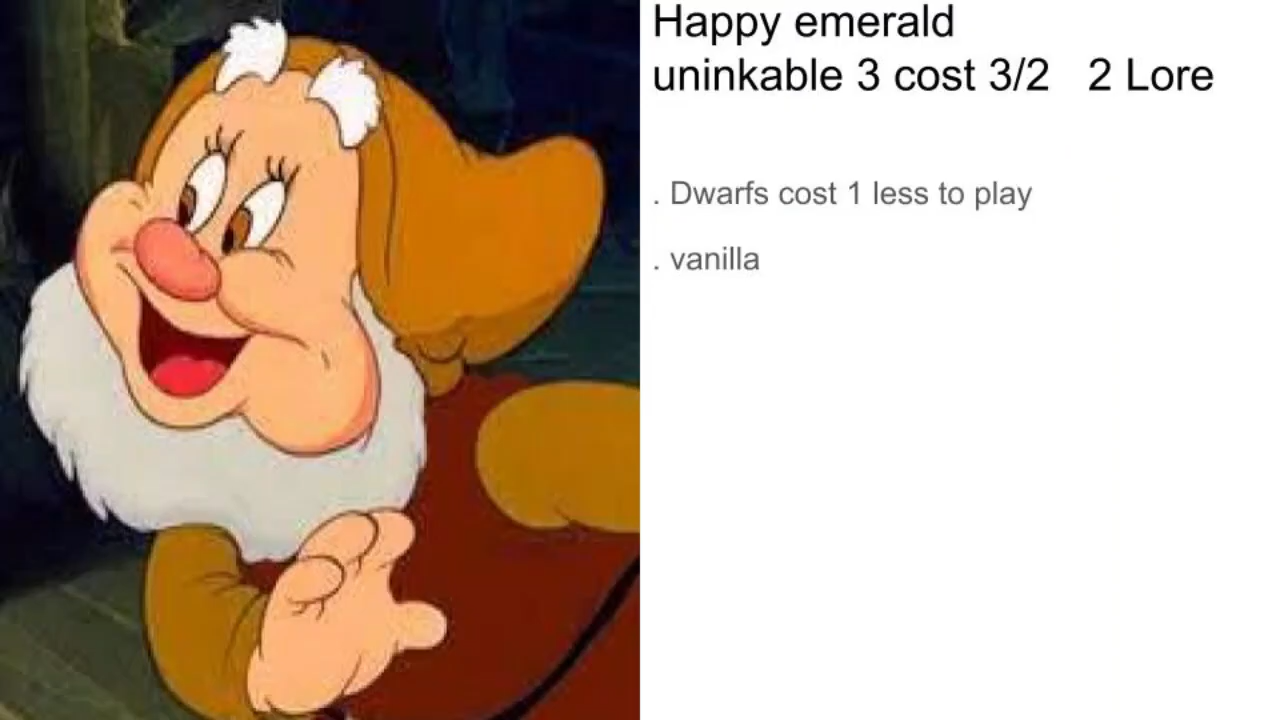 Happy emerald
uninkable 3 cost 3/2   2 Lore
. Dwarfs cost 1 less to play
. vanilla